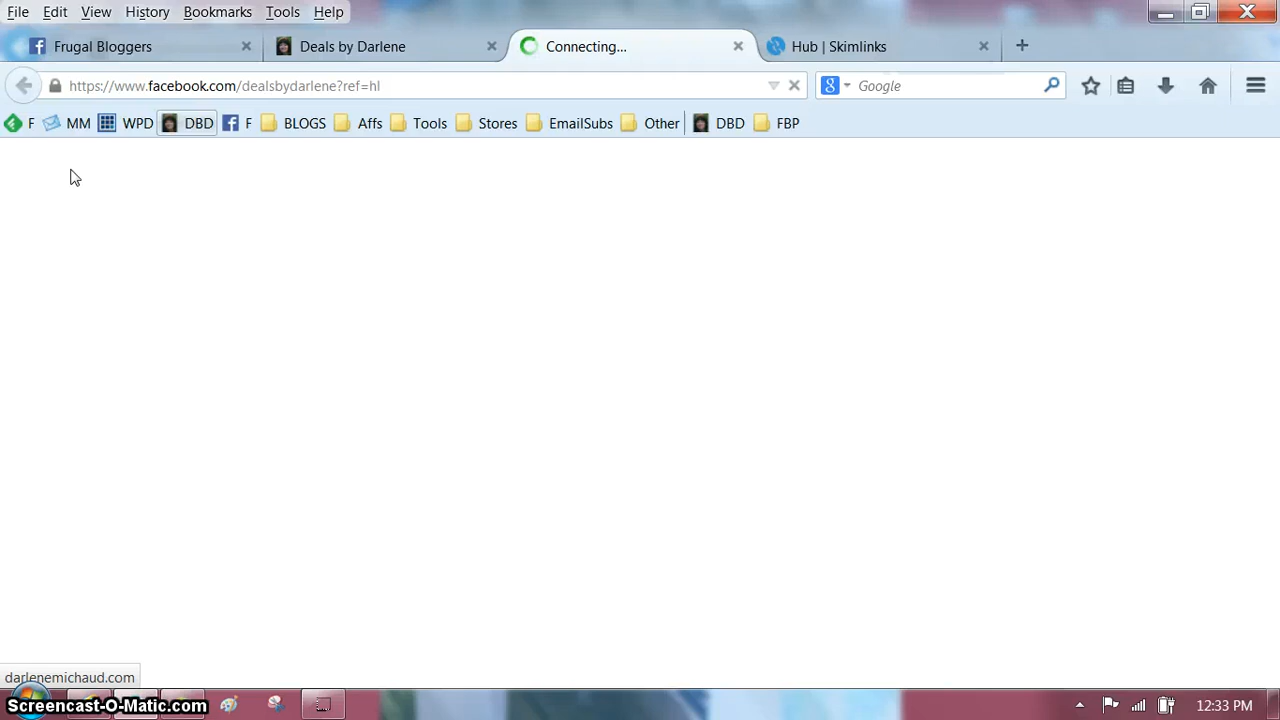 File Edit View History Bookmarks Tools Help
Frugal Bloggers Deals by Darlene Connecting... Hub | Skimlinks
https://www.facebook.com/dealsbydarlene?ref=hl Google
F MM WPD DBD F BLOGS Affs Tools Stores EmailSubs Other DBD FBP
darlenemichaud.com
Screencast-O-Matic.com 12:33 PM